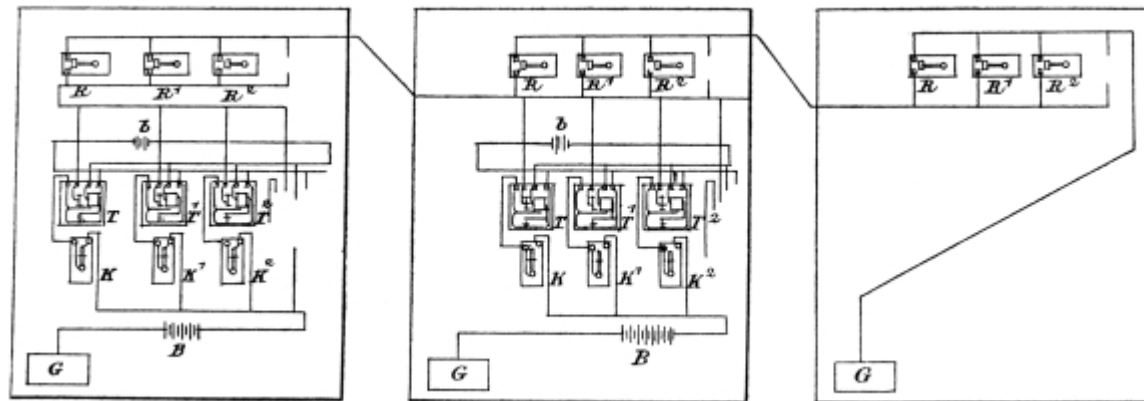 R R¹ R²
b
T T¹ T²
K K¹ K²
B
G
R R¹ R²
b
T T¹ T²
K K¹ K²
B
G
R R¹ R²
G